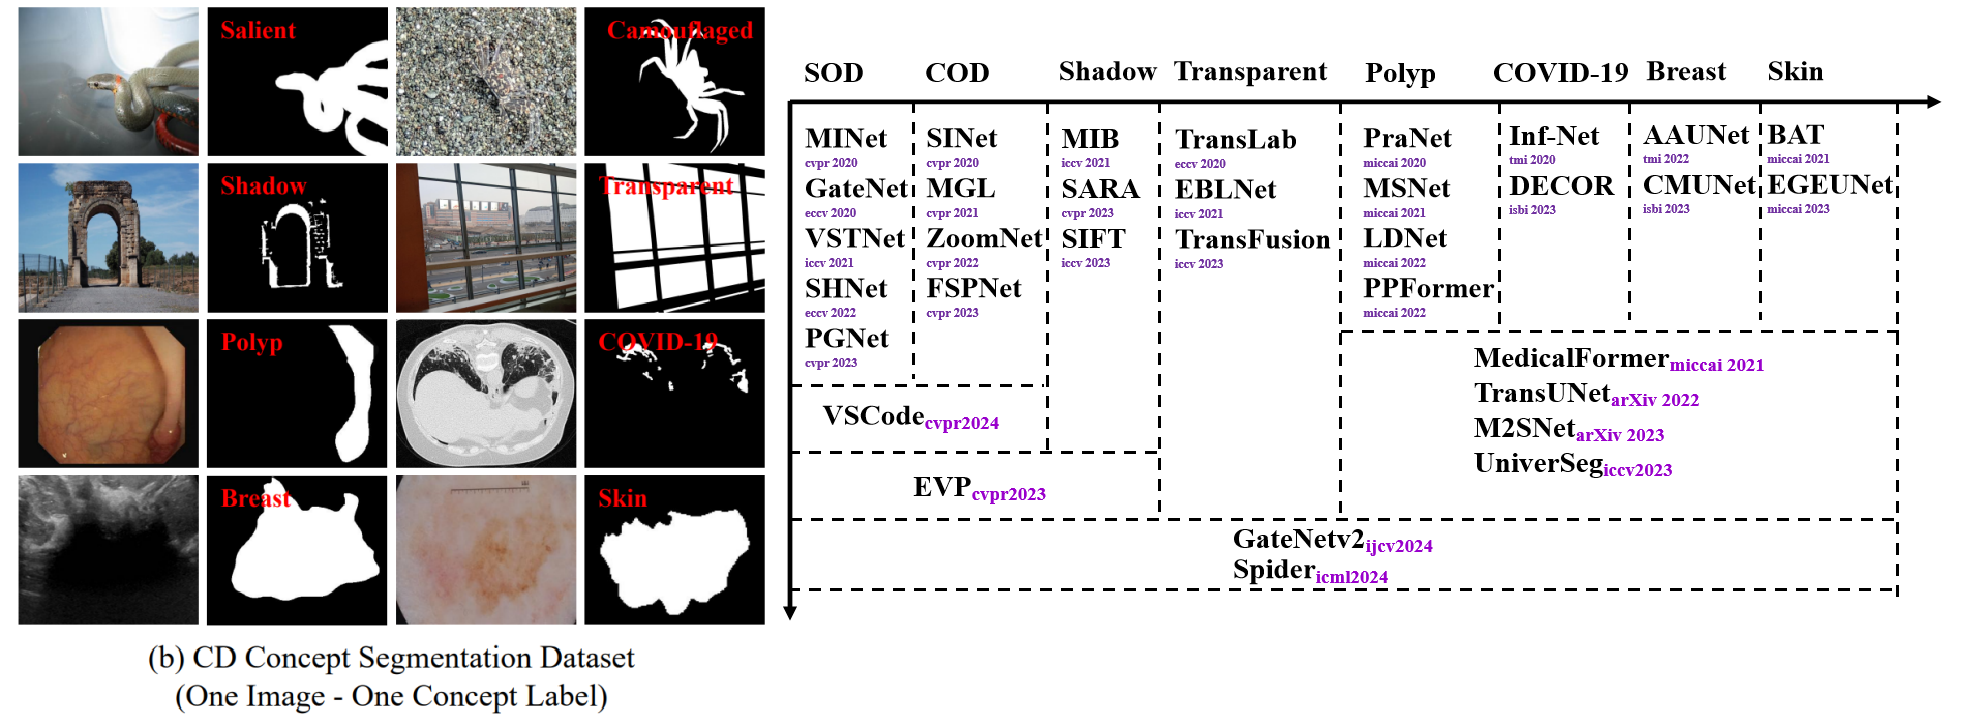 Salient
Camouflaged
Shadow
Transparent
Polyp
COVID-19
Breast
Skin
(b) CD Concept Segmentation Dataset
(One Image - One Concept Label)
SOD COD Shadow Transparent Polyp COVID-19 Breast Skin
MINet
cvpr 2020
GateNet
eccv 2020
VSTNet
iccv 2021
SHNet
eccv 2022
PGNet
cvpr 2023
SINet
cvpr 2020
MGL
cvpr 2021
ZoomNet
cvpr 2022
FSPNet
cvpr 2023
MIB
iccv 2021
SARA
cvpr 2023
SIFT
iccv 2023
TransLab
eccv 2020
EBLNet
iccv 2021
TransFusion
iccv 2023
PraNet
miccai 2020
MSNet
miccai 2021
LDNet
miccai 2022
PPFormer
miccai 2022
Inf-Net
tmi 2020
DECOR
isbi 2023
AAUNet
tmi 2022
CMUNet
isbi 2023
BAT
miccai 2021
EGEUNet
miccai 2023
VSCode cvpr2024
EVP cvpr2023
MedicalFormer miccai 2021
TransUNet arXiv 2022
M2SNet arXiv 2023
UniverSeg iccv2023
GateNetv2 ijcv2024
Spider icml2024